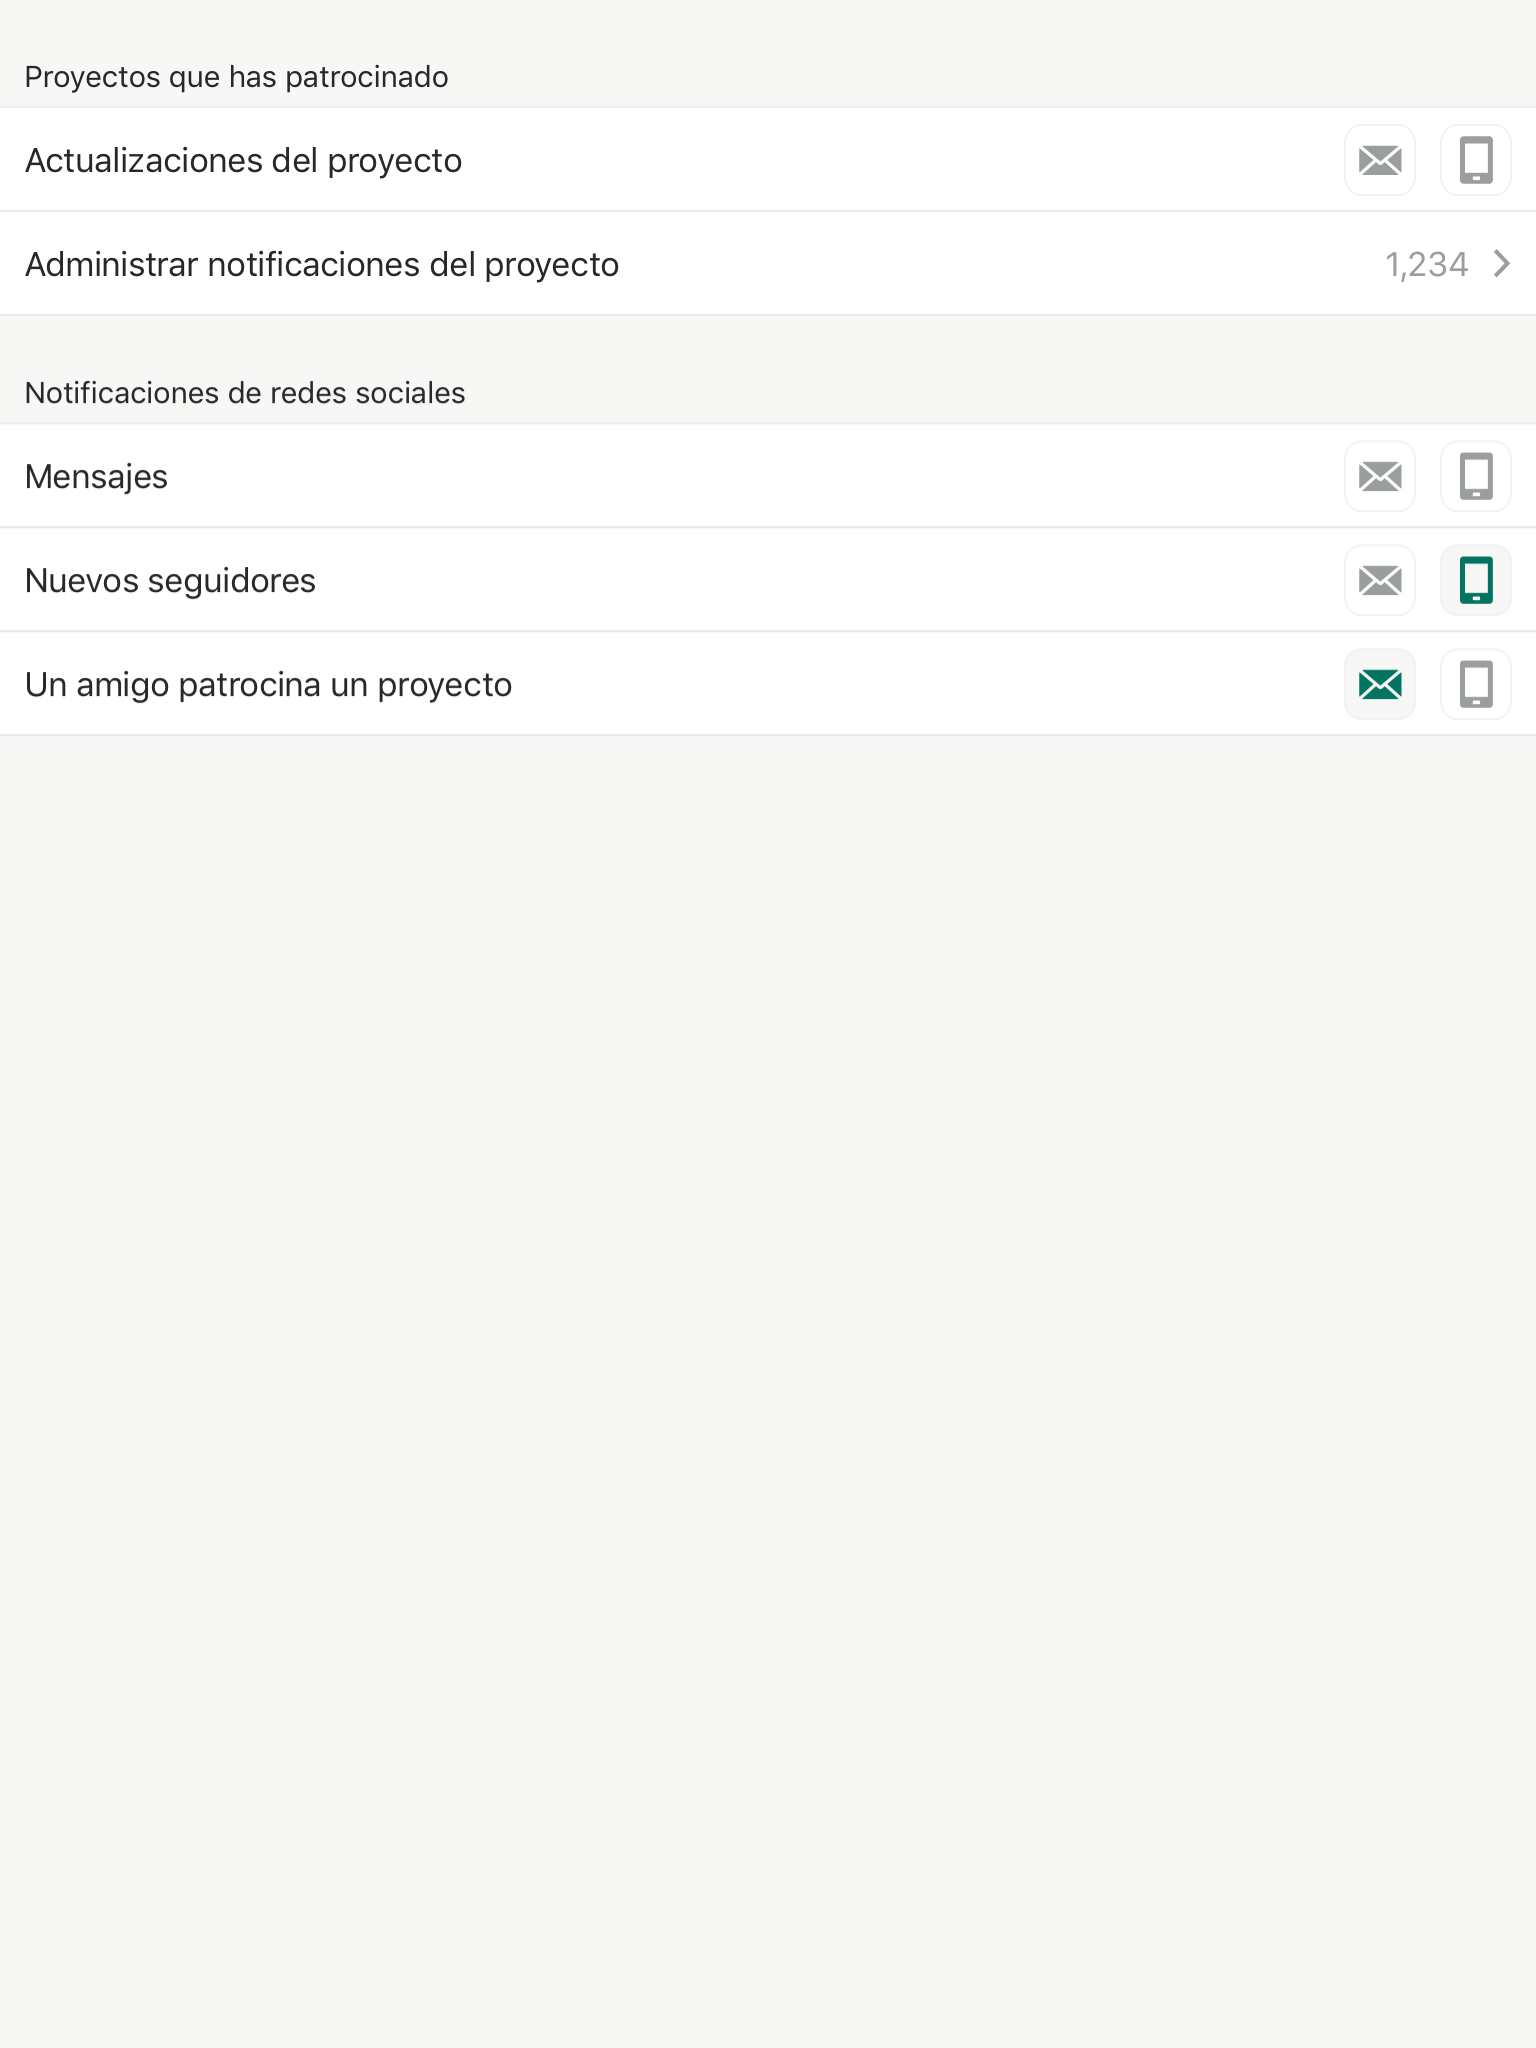 Proyectos que has patrocinado
Actualizaciones del proyecto
Administrar notificaciones del proyecto 1,234
Notificaciones de redes sociales
Mensajes
Nuevos seguidores
Un amigo patrocina un proyecto